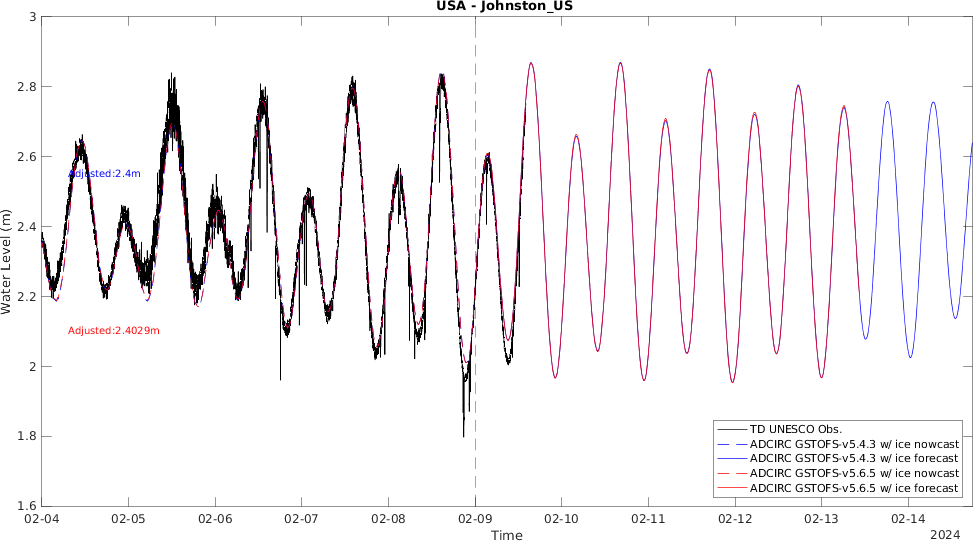 USA - Johnston_US
Water Level (m)
3
2.8
2.6
2.4
2.2
2
1.8
1.6
Adjusted:2.4m
Adjusted:2.4029m
TD UNESCO Obs.
ADCIRC GSTOFS-v5.4.3 w/ ice nowcast
ADCIRC GSTOFS-v5.4.3 w/ ice forecast
ADCIRC GSTOFS-v5.6.5 w/ ice nowcast
ADCIRC GSTOFS-v5.6.5 w/ ice forecast
02-04 02-05 02-06 02-07 02-08 02-09 02-10 02-11 02-12 02-13 02-14
Time
2024